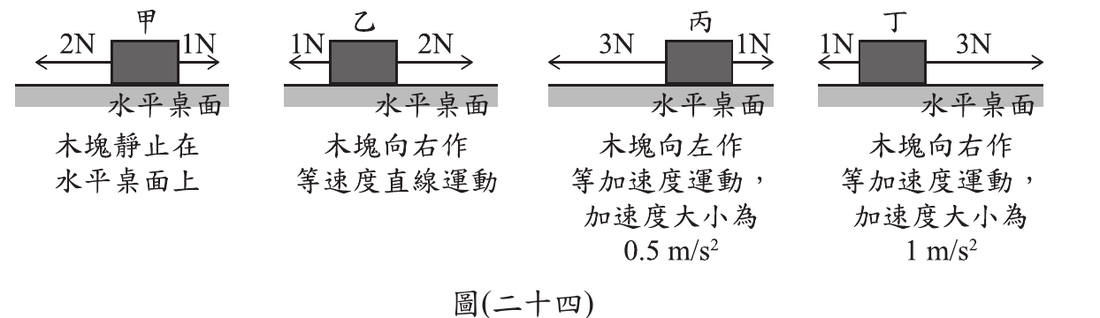 甲 乙 丙 丁
2N 1N 1N 2N 3N 1N 1N 3N
水平桌面 水平桌面 水平桌面 水平桌面
木塊靜止在 木塊向右作 木塊向左作 木塊向右作
水平桌面上 等速度直線運動 等加速度運動， 等加速度運動，
加速度大小為 加速度大小為
0.5 m/s² 1 m/s²
圖(二十四)